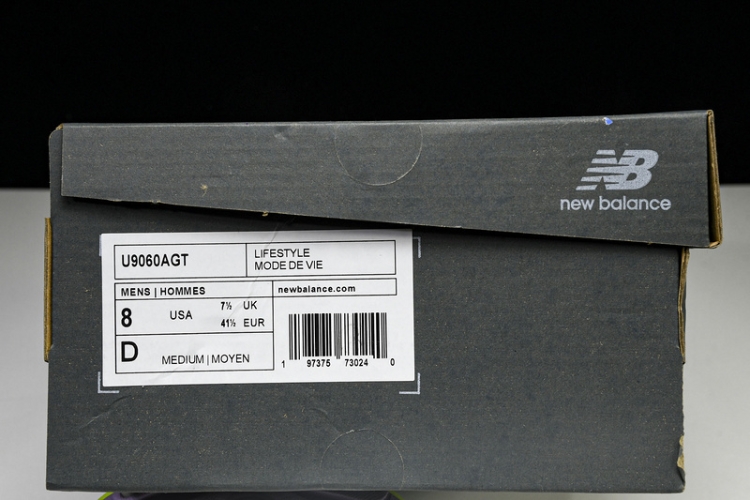 new balance
U9060AGT
LIFESTYLE
MODE DE VIE
MENS | HOMMES
newbalance.com
8 USA 7½ UK
41½ EUR
D MEDIUM | MOYEN
1 97375 73024 0